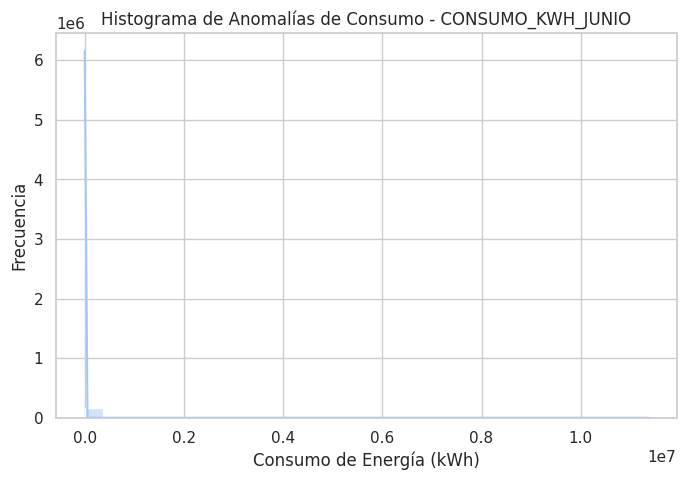 Histograma de Anomalías de Consumo - CONSUMO_KWH_JUNIO
1e6
6
5
4
3
2
1
0
Frecuencia
0.0 0.2 0.4 0.6 0.8 1.0
1e7
Consumo de Energía (kWh)